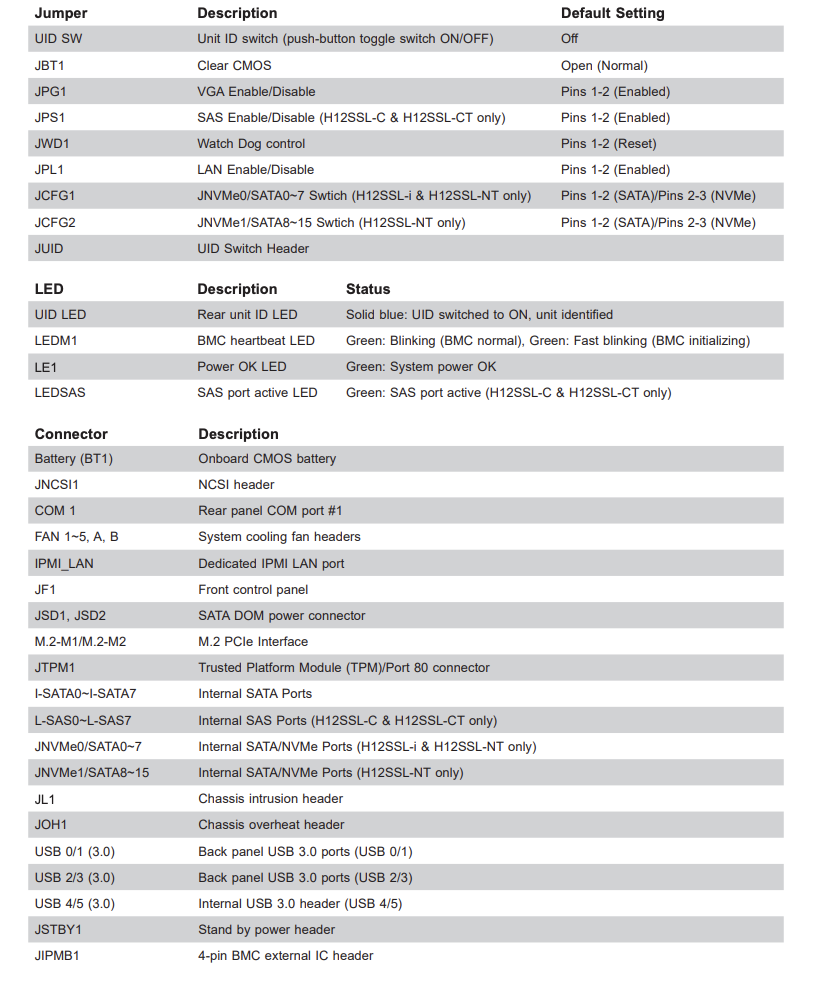 Jumper Description Default Setting
UID SW Unit ID switch (push-button toggle switch ON/OFF) Off
JBT1 Clear CMOS Open (Normal)
JPG1 VGA Enable/Disable Pins 1-2 (Enabled)
JPS1 SAS Enable/Disable (H12SSL-C & H12SSL-CT only) Pins 1-2 (Enabled)
JWD1 Watch Dog control Pins 1-2 (Reset)
JPL1 LAN Enable/Disable Pins 1-2 (Enabled)
JCFG1 JNVMe0/SATA0~7 Swtich (H12SSL-i & H12SSL-NT only) Pins 1-2 (SATA)/Pins 2-3 (NVMe)
JCFG2 JNVMe1/SATA8~15 Swtich (H12SSL-NT only) Pins 1-2 (SATA)/Pins 2-3 (NVMe)
JUID UID Switch Header
LED Description Status
UID LED Rear unit ID LED Solid blue: UID switched to ON, unit identified
LEDM1 BMC heartbeat LED Green: Blinking (BMC normal), Green: Fast blinking (BMC initializing)
LE1 Power OK LED Green: System power OK
LEDSAS SAS port active LED Green: SAS port active (H12SSL-C & H12SSL-CT only)
Connector Description
Battery (BT1) Onboard CMOS battery
JNCSI1 NCSI header
COM 1 Rear panel COM port #1
FAN 1~5, A, B System cooling fan headers
IPMI_LAN Dedicated IPMI LAN port
JF1 Front control panel
JSD1, JSD2 SATA DOM power connector
M.2-M1/M.2-M2 M.2 PCIe Interface
JTPM1 Trusted Platform Module (TPM)/Port 80 connector
I-SATA0~I-SATA7 Internal SATA Ports
L-SAS0~L-SAS7 Internal SAS Ports (H12SSL-C & H12SSL-CT only)
JNVMe0/SATA0~7 Internal SATA/NVMe Ports (H12SSL-i & H12SSL-NT only)
JNVMe1/SATA8~15 Internal SATA/NVMe Ports (H12SSL-NT only)
JL1 Chassis intrusion header
JOH1 Chassis overheat header
USB 0/1 (3.0) Back panel USB 3.0 ports (USB 0/1)
USB 2/3 (3.0) Back panel USB 3.0 ports (USB 2/3)
USB 4/5 (3.0) Internal USB 3.0 header (USB 4/5)
JSTBY1 Stand by power header
JIPMB1 4-pin BMC external IC header